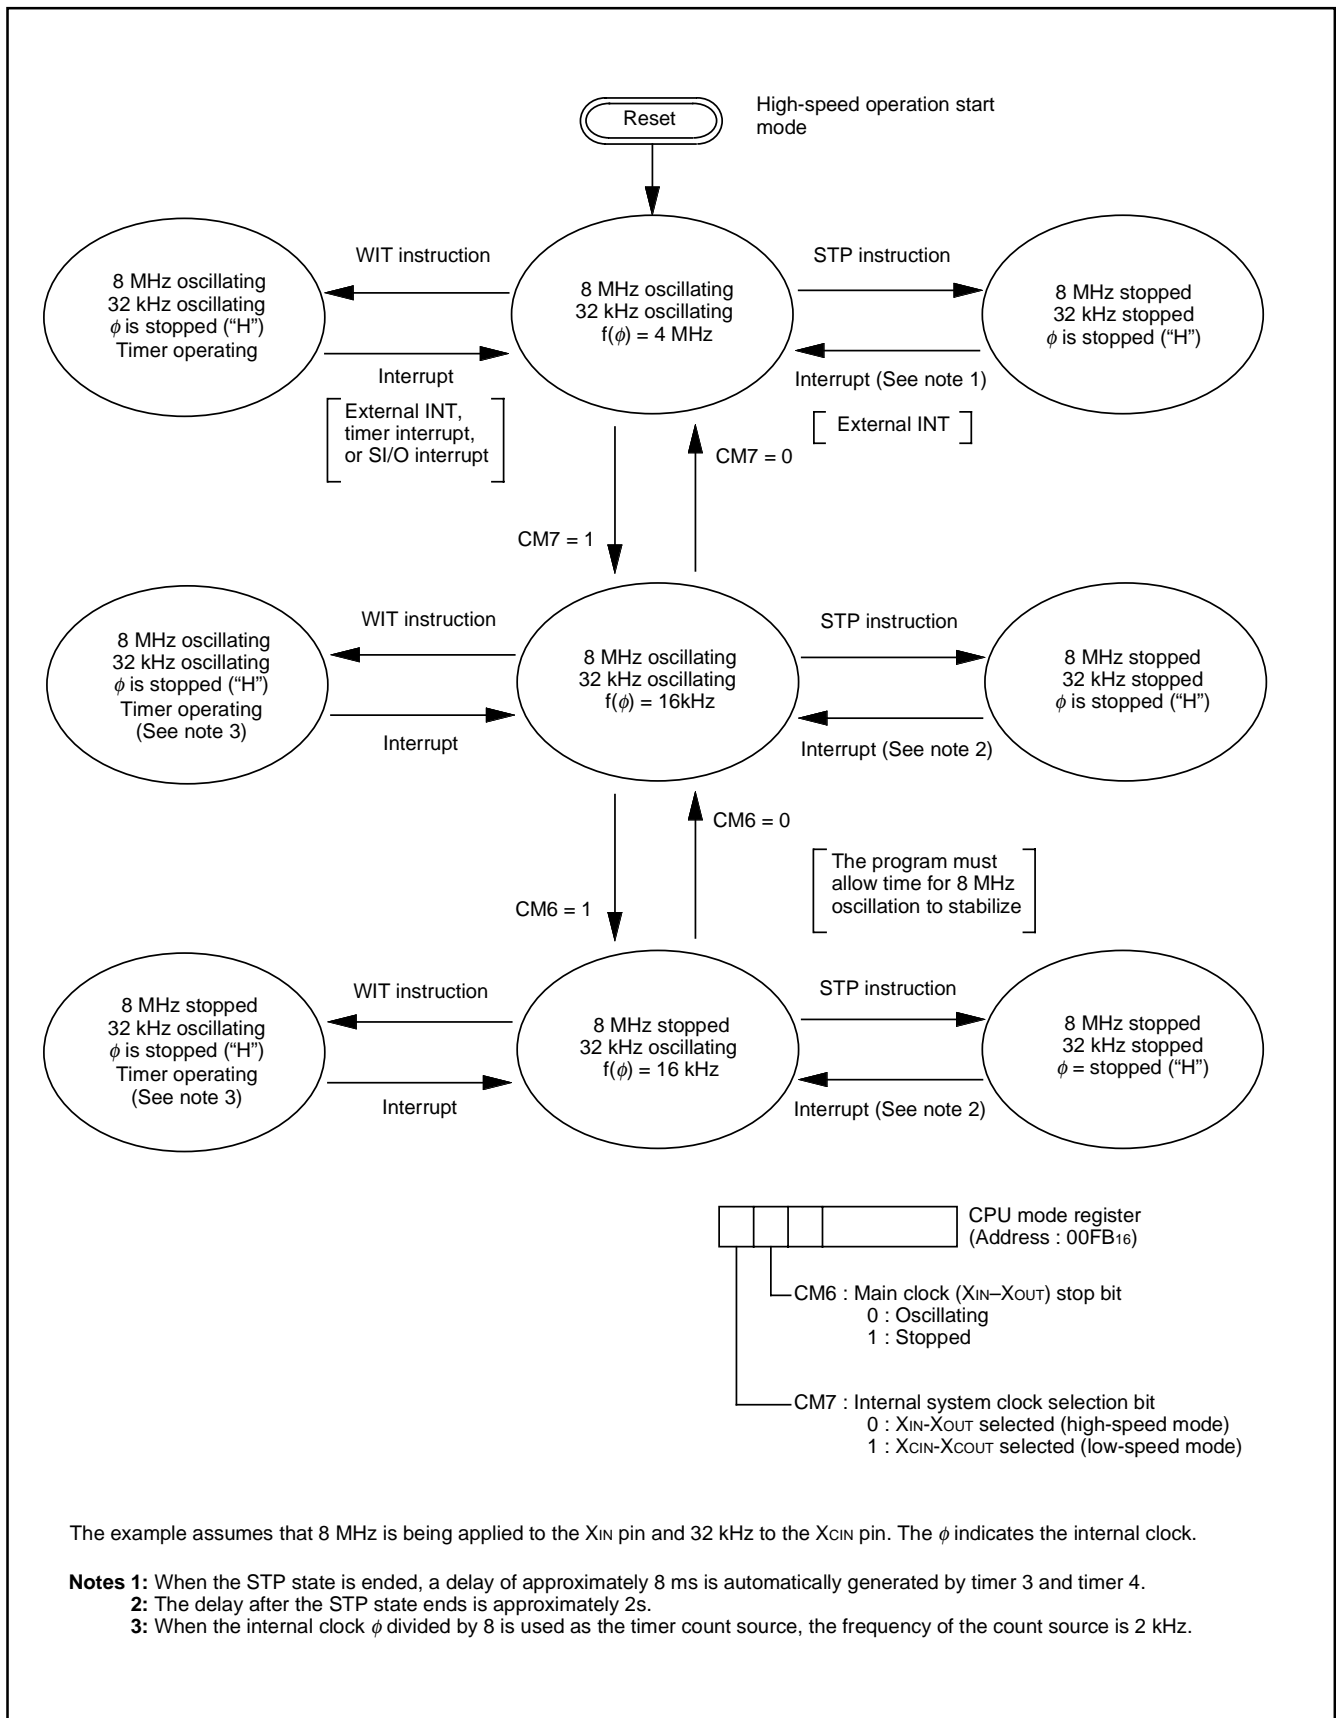 Reset
High-speed operation start
mode
WIT instruction
STP instruction
8 MHz oscillating
32 kHz oscillating
ϕ is stopped (“H”)
Timer operating
8 MHz oscillating
32 kHz oscillating
f(ϕ) = 4 MHz
8 MHz stopped
32 kHz stopped
ϕ is stopped (“H”)
Interrupt
External INT,
timer interrupt,
or SI/O interrupt
Interrupt (See note 1)
External INT
CM7 = 0
CM7 = 1
WIT instruction
STP instruction
8 MHz oscillating
32 kHz oscillating
ϕ is stopped (“H”)
Timer operating
(See note 3)
8 MHz oscillating
32 kHz oscillating
f(ϕ) = 16kHz
8 MHz stopped
32 kHz stopped
ϕ is stopped (“H”)
Interrupt
Interrupt (See note 2)
CM6 = 0
The program must
allow time for 8 MHz
oscillation to stabilize
CM6 = 1
WIT instruction
STP instruction
8 MHz stopped
32 kHz oscillating
ϕ is stopped (“H”)
Timer operating
(See note 3)
8 MHz stopped
32 kHz oscillating
f(ϕ) = 16 kHz
8 MHz stopped
32 kHz stopped
ϕ = stopped (“H”)
Interrupt
Interrupt (See note 2)
CPU mode register
(Address : 00FB16)
CM6 : Main clock (XIN–XOUT) stop bit
0 : Oscillating
1 : Stopped
CM7 : Internal system clock selection bit
0 : XIN-XOUT selected (high-speed mode)
1 : XCIN-XCOUT selected (low-speed mode)
The example assumes that 8 MHz is being applied to the XIN pin and 32 kHz to the XCIN pin. The ϕ indicates the internal clock.
Notes 1: When the STP state is ended, a delay of approximately 8 ms is automatically generated by timer 3 and timer 4.
2: The delay after the STP state ends is approximately 2s.
3: When the internal clock ϕ divided by 8 is used as the timer count source, the frequency of the count source is 2 kHz.